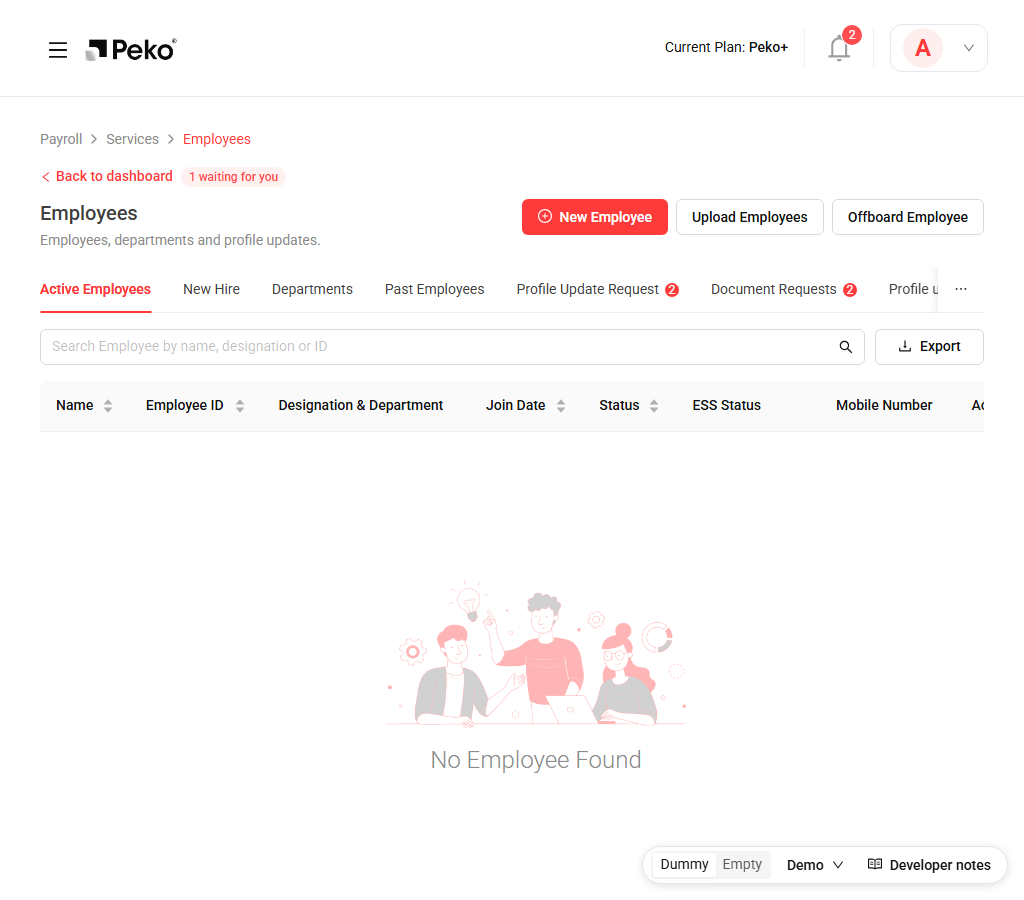 Peko®
Current Plan: Peko+
2
A
Payroll > Services > Employees
Back to dashboard
1 waiting for you
Employees
Employees, departments and profile updates.
New Employee
Upload Employees
Offboard Employee
Active Employees
New Hire
Departments
Past Employees
Profile Update Request 2
Document Requests 2
Profile
···
Search Employee by name, designation or ID
Export
Name
Employee ID
Designation & Department
Join Date
Status
ESS Status
Mobile Number
No Employee Found
Dummy
Empty
Demo
Developer notes